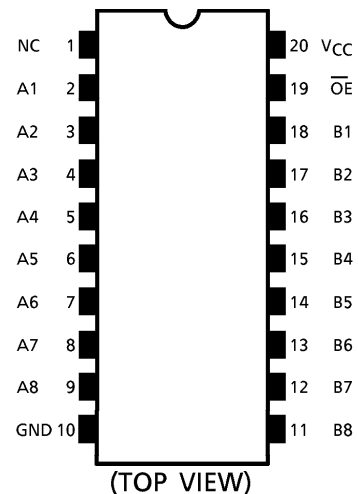 NC 1 20 VCC
A1 2 19 O̅E̅
A2 3 18 B1
A3 4 17 B2
A4 5 16 B3
A5 6 15 B4
A6 7 14 B5
A7 8 13 B6
A8 9 12 B7
GND 10 11 B8
(TOP VIEW)